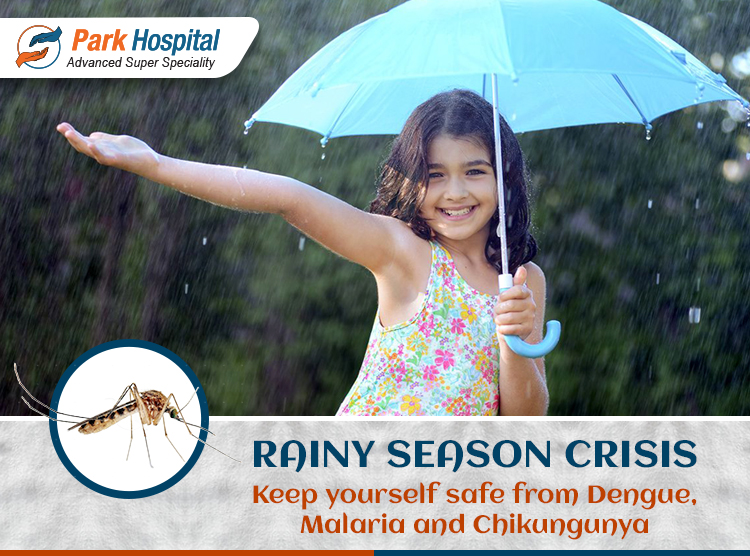 Park Hospital
Advanced Super Speciality
RAINY SEASON CRISIS
Keep yourself safe from Dengue,
Malaria and Chikungunya